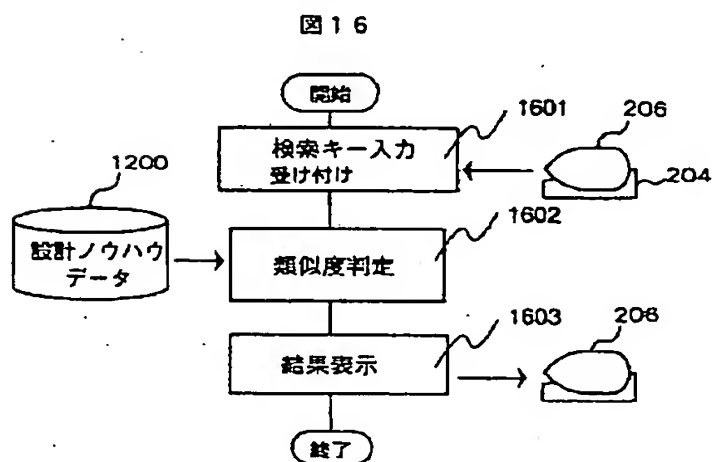 図16
開始
1601
検索キー入力
受け付け
206
204
1200
設計ノウハウ
データ
1602
類似度判定
1603
結果表示
206
終了